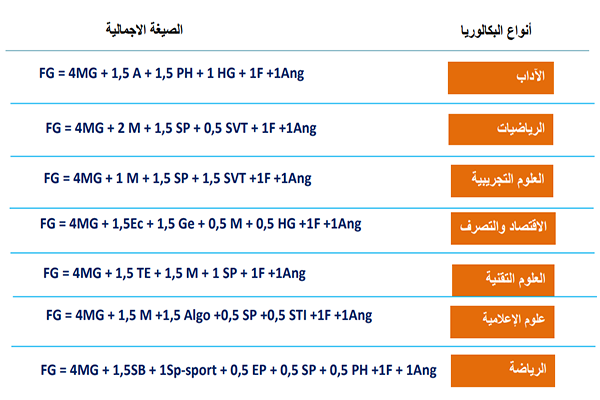 أنواع البكالوريا الصيغة الاجمالية
الآداب FG = 4MG + 1,5 A + 1,5 PH + 1 HG + 1F +1Ang
الرياضيات FG = 4MG + 2 M + 1,5 SP + 0,5 SVT + 1F +1Ang
العلوم التجريبية FG = 4MG + 1 M + 1,5 SP + 1,5 SVT +1F +1Ang
الاقتصاد والتصرف FG = 4MG + 1,5Ec + 1,5 Ge + 0,5 M + 0,5 HG +1F +1Ang
العلوم التقنية FG = 4MG + 1,5 TE + 1,5 M + 1 SP + 1F +1Ang
علوم الإعلامية FG = 4MG + 1,5 M +1,5 Algo +0,5 SP +0,5 STI +1F +1Ang
الرياضة FG = 4MG + 1,5SB + 1Sp-sport + 0,5 EP + 0,5 SP + 0,5 PH +1F + 1Ang